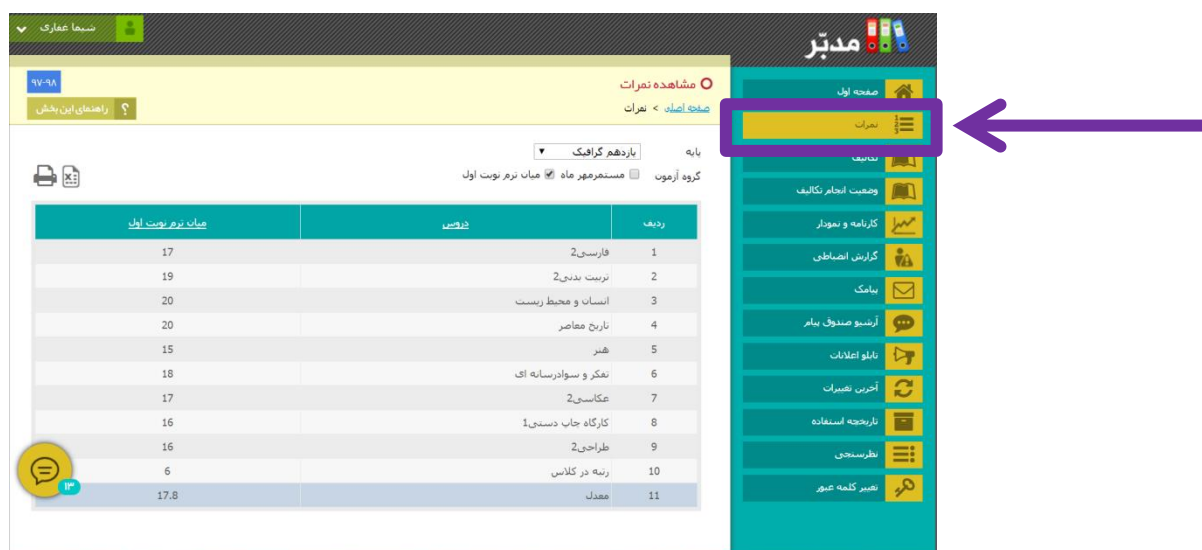 شیما غفاری
مدبّر
۹۷-۹۸
مشاهده نمرات
راهنمای این بخش ؟
صفحه اصلی > نمرات
پایه یازدهم گرافیک
گروه آزمون مستمرمهر ماه میان ترم نوبت اول
ردیف دروس میان ترم نوبت اول
1 فارسی2 17
2 تربیت بدنی2 19
3 انسان و محیط زیست 20
4 تاریخ معاصر 20
5 هنر 15
6 تفکر و سوادرسانه ای 18
7 عکاسی2 17
8 کارگاه چاپ دستی1 16
9 طراحی2 16
10 رتبه در کلاس 6
11 معدل 17.8
۱۳
صفحه اول
نمرات
تکالیف
وضعیت انجام تکالیف
کارنامه و نمودار
گزارش انضباطی
پیامک
آرشیو صندوق پیام
تابلو اعلانات
آخرین تغییرات
تاریخچه استفاده
نظرسنجی
تغییر کلمه عبور